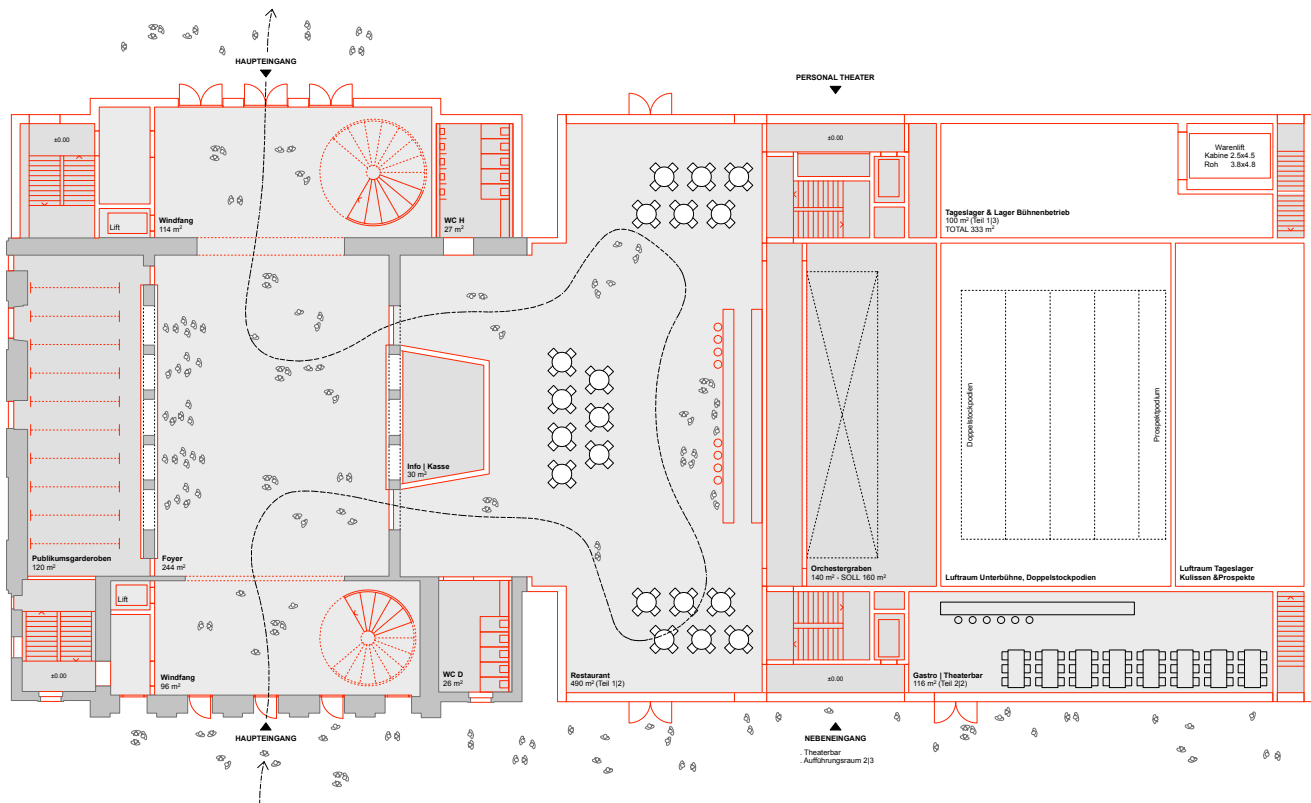 HAUPTEINGANG
PERSONAL THEATER
±0.00
±0.00
Warenlift
Kabine 2.5x4.5
Roh 3.8x4.8
Lift
Windfang
114 m²
WC H
27 m²
Tageslager & Lager Bühnenbetrieb
100 m² (Teil 1|3)
TOTAL 333 m²
Doppelstockpodien
Prospektpodium
Info | Kasse
30 m²
Publikumsgarderoben
120 m²
Foyer
244 m²
Orchestergraben
140 m² - SOLL 160 m²
Luftraum Unterbühne, Doppelstockpodien
Luftraum Tageslager
Kulissen &Prospekte
Lift
±0.00
Windfang
96 m²
WC D
26 m²
Restaurant
490 m² (Teil 1|2)
±0.00
Gastro | Theaterbar
116 m² (Teil 2|2)
HAUPTEINGANG
NEBENEINGANG
. Theaterbar
. Aufführungsraum 2|3